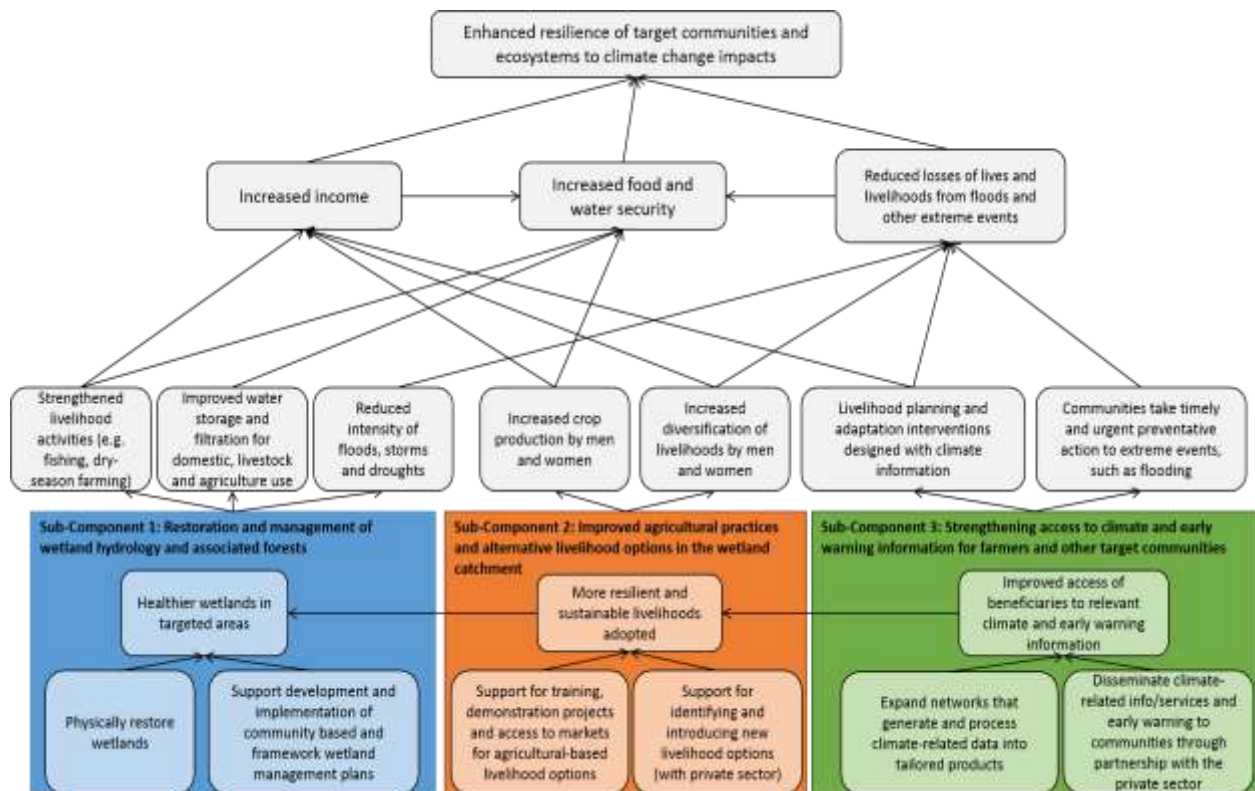 Enhanced resilience of target communities and
ecosystems to climate change impacts
Increased income
Increased food and
water security
Reduced losses of lives and
livelihoods from floods and
other extreme events
Strengthened
livelihood
activities (e.g.
fishing, dry-
season farming)
Improved water
storage and
filtration for
domestic, livestock
and agriculture use
Reduced
intensity of
floods, storms
and droughts
Increased crop
production by men
and women
Increased
diversification of
livelihoods by men
and women
Livelihood planning and
adaptation interventions
designed with climate
information
Communities take timely
and urgent preventative
action to extreme events,
such as flooding
Sub-Component 1: Restoration and management of
wetland hydrology and associated forests
Healthier wetlands in
targeted areas
Physically restore
wetlands
Support development and
implementation of
community based and
framework wetland
management plans
Sub-Component 2: Improved agricultural practices
and alternative livelihood options in the wetland
catchment
More resilient and
sustainable livelihoods
adopted
Support for training,
demonstration projects
and access to markets
for agricultural-based
livelihood options
Support for
identifying and
introducing new
livelihood options
(with private sector)
Sub-Component 3: Strengthening access to climate and early
warning information for farmers and other target communities
Improved access of
beneficiaries to relevant
climate and early warning
information
Expand networks that
generate and process
climate-related data into
tailored products
Disseminate climate-
related info/services and
early warning to
communities through
partnership with the
private sector